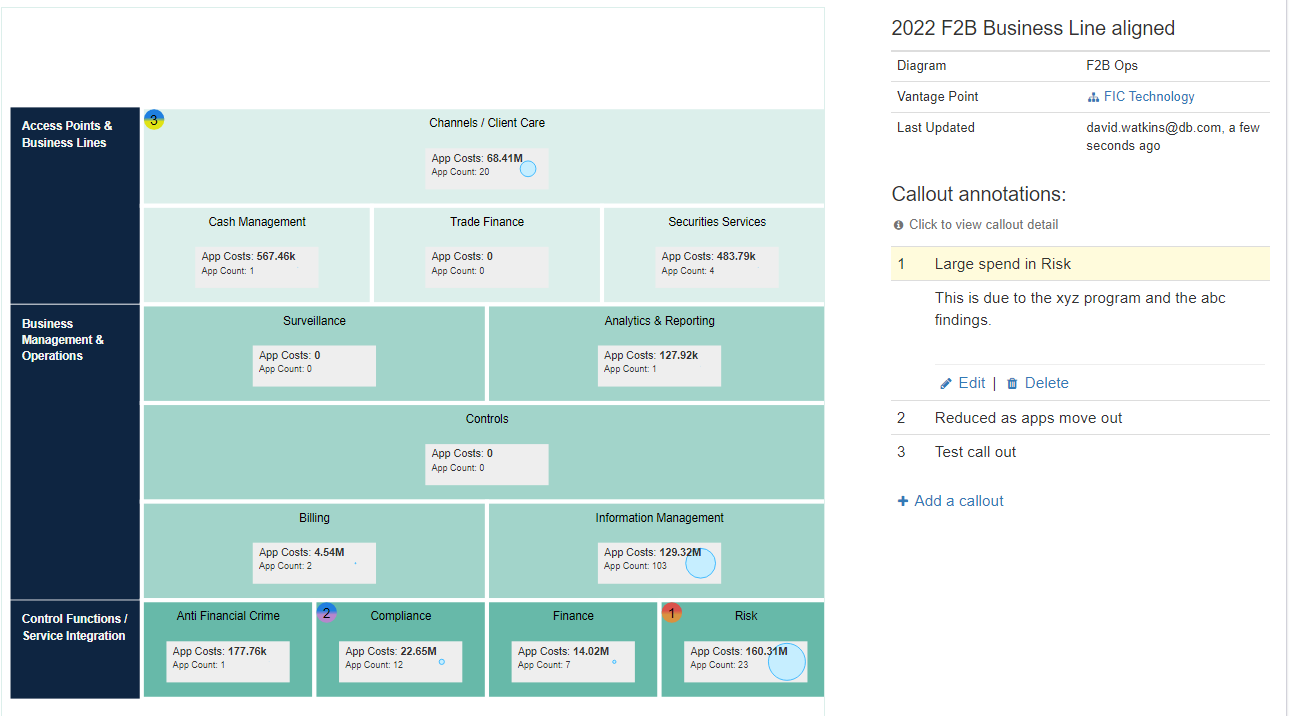 2022 F2B Business Line aligned
Diagram F2B Ops
Vantage Point FIC Technology
Last Updated david.watkins@db.com, a few
seconds ago
Callout annotations:
Click to view callout detail
1 Large spend in Risk
This is due to the xyz program and the abc
findings.
Edit | Delete
2 Reduced as apps move out
3 Test call out
+ Add a callout
Access Points &
Business Lines
3
Channels / Client Care
App Costs: 68.41M
App Count: 20
Cash Management
App Costs: 567.46k
App Count: 1
Trade Finance
App Costs: 0
App Count: 0
Securities Services
App Costs: 483.79k
App Count: 4
Business
Management &
Operations
Surveillance
App Costs: 0
App Count: 0
Analytics & Reporting
App Costs: 127.92k
App Count: 1
Controls
App Costs: 0
App Count: 0
Billing
App Costs: 4.54M
App Count: 2
Information Management
App Costs: 129.32M
App Count: 103
Control Functions /
Service Integration
Anti Financial Crime
App Costs: 177.76k
App Count: 1
2
Compliance
App Costs: 22.65M
App Count: 12
Finance
App Costs: 14.02M
App Count: 7
1
Risk
App Costs: 160.31M
App Count: 23